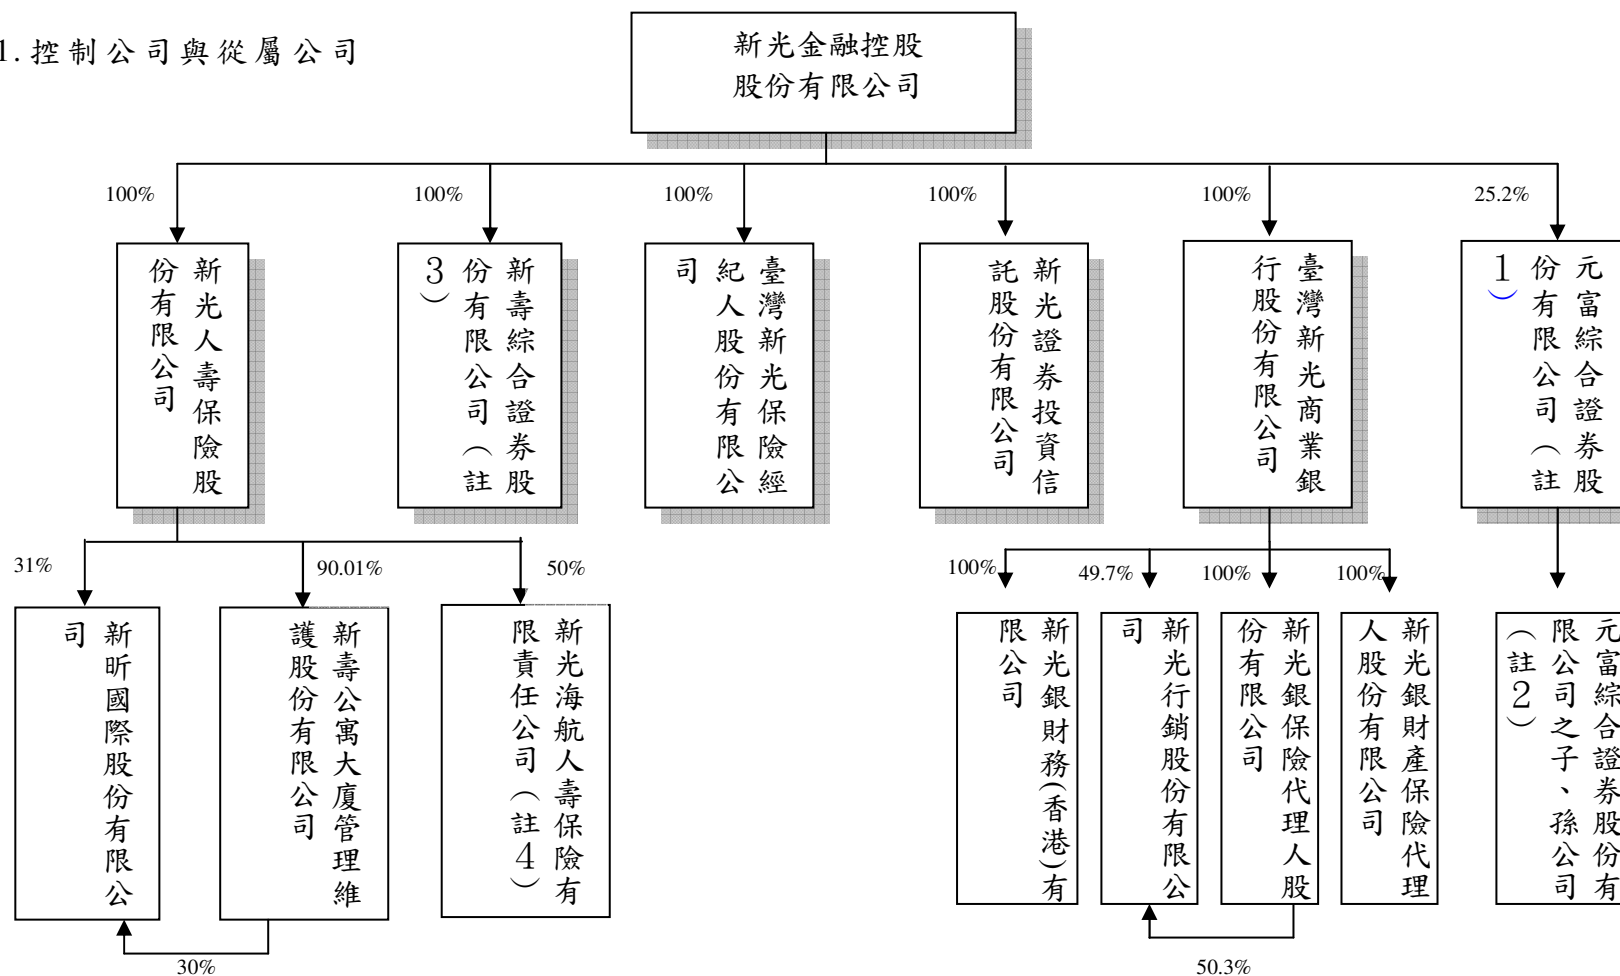 1.控制公司與從屬公司
新光金融控股
股份有限公司
100%
100%
100%
100%
100%
25.2%
新光人壽保險股
份有限公司
新壽綜合證券股
份有限公司（註
3）
臺灣新光保險經
紀人股份有限公
司
新光證券投資信
託股份有限公司
臺灣新光商業銀
行股份有限公司
元富綜合證券股
份有限公司（註
1）
31%
90.01%
50%
100%
49.7%
100%
100%
新昕國際股份有限公
司
新壽公寓大廈管理維
護股份有限公司
新光海航人壽保險有
限責任公司（註4）
新光銀財務(香港)有
限公司
新光行銷股份有限公
司
新光銀保險代理人股
份有限公司
新光銀財產保險代理
人股份有限公司
元富綜合證券股份有
限公司之子、孫公司
（註2）
30%
50.3%